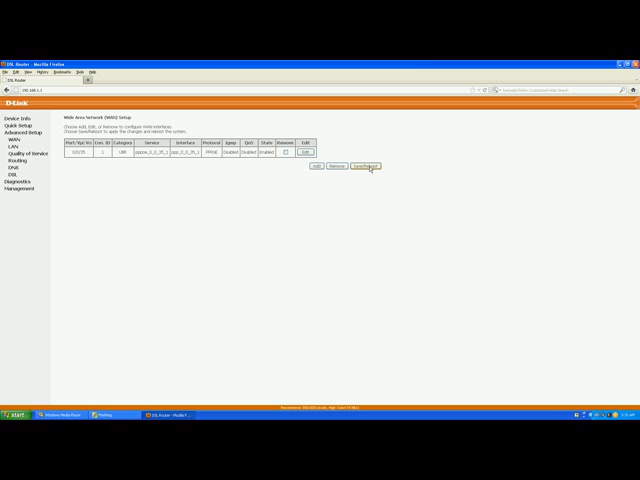 DSL Router - Mozilla Firefox
File Edit View History Bookmarks Tools Help
DSL Router
192.168.1.1
D-Link
Device Info
Quick Setup
Advanced Setup
WAN
LAN
Quality of Service
Routing
DNS
DSL
Diagnostics
Management
Wide Area Network (WAN) Setup
Choose Add, Edit, or Remove to configure WAN interfaces.
Choose Save/Reboot to apply the changes and reboot the system.
Port/Vpi/Vci Con. ID Category Service Interface Protocol Igmp QoS State Remove Edit
0/0/35 1 UBR pppoe_0_0_35_1 ppp_0_0_35_1 PPPoE Disabled Disabled Enabled Edit
Add Remove Save/Reboot
start Windows Media Player DSL Router - Mozilla F...